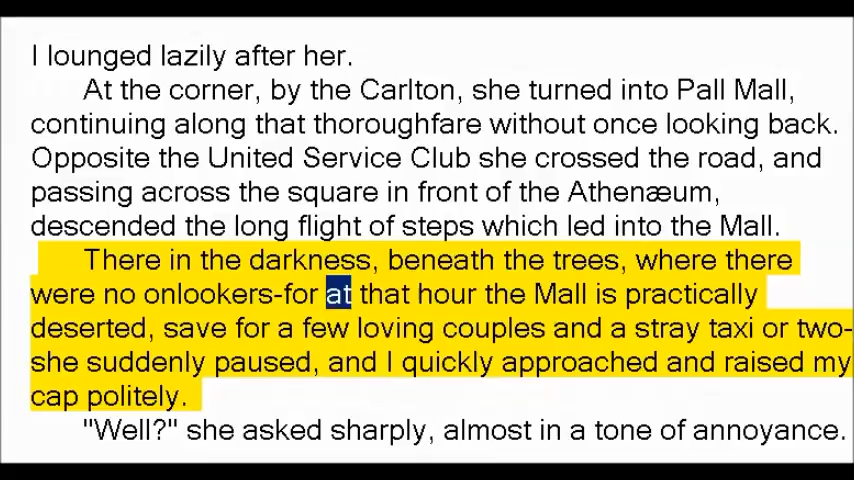 I lounged lazily after her.
At the corner, by the Carlton, she turned into Pall Mall,
continuing along that thoroughfare without once looking back.
Opposite the United Service Club she crossed the road, and
passing across the square in front of the Athenæum,
descended the long flight of steps which led into the Mall.
There in the darkness, beneath the trees, where there
were no onlookers-for at that hour the Mall is practically
deserted, save for a few loving couples and a stray taxi or two-
she suddenly paused, and I quickly approached and raised my
cap politely.
"Well?" she asked sharply, almost in a tone of annoyance.